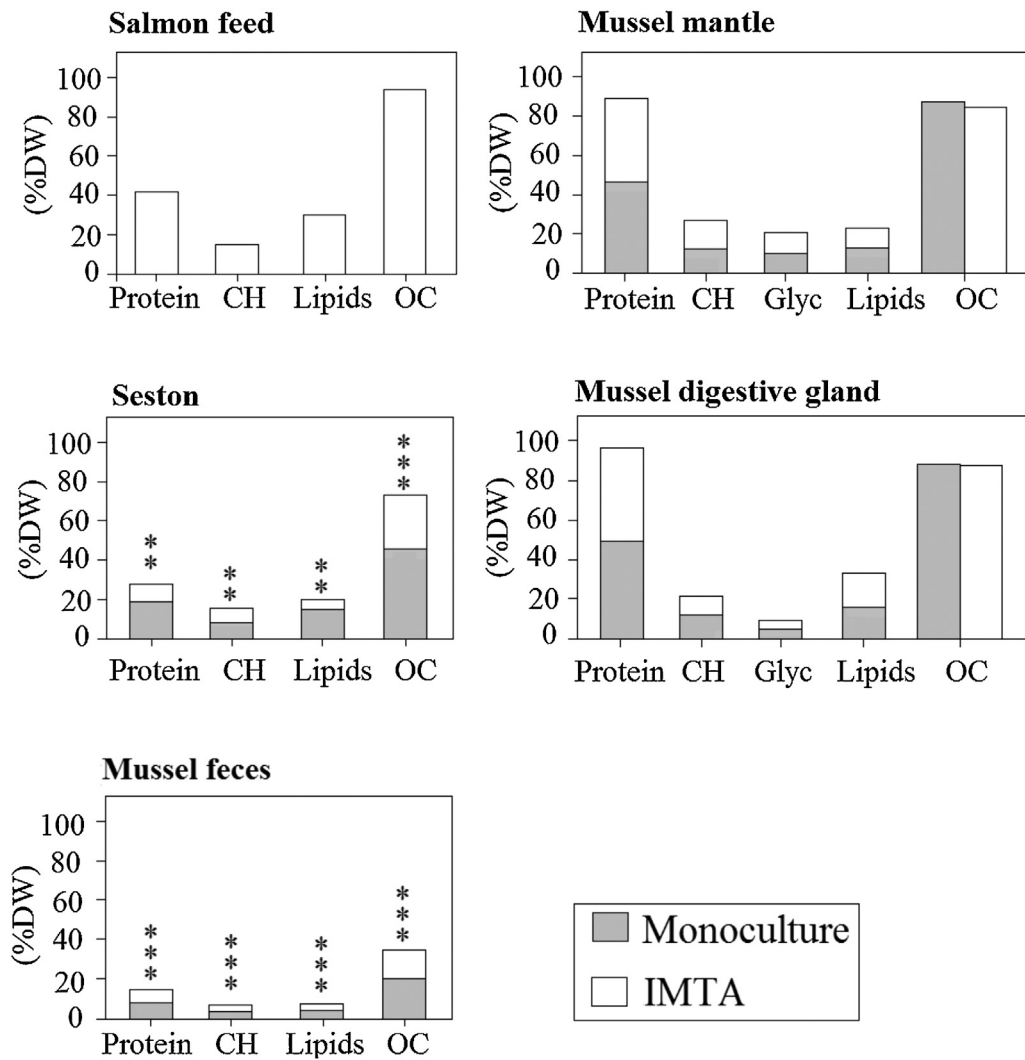 Salmon feed
(%DW)
100
80
60
40
20
0
Protein CH Lipids OC
Mussel mantle
(%DW)
100
80
60
40
20
0
Protein CH Glyc Lipids OC
Seston
(%DW)
100
80
60
40
20
0
** ** ** ***
Protein CH Lipids OC
Mussel digestive gland
(%DW)
100
80
60
40
20
0
Protein CH Glyc Lipids OC
Mussel feces
(%DW)
100
80
60
40
20
0
*** *** *** ***
Protein CH Lipids OC
Monoculture
IMTA